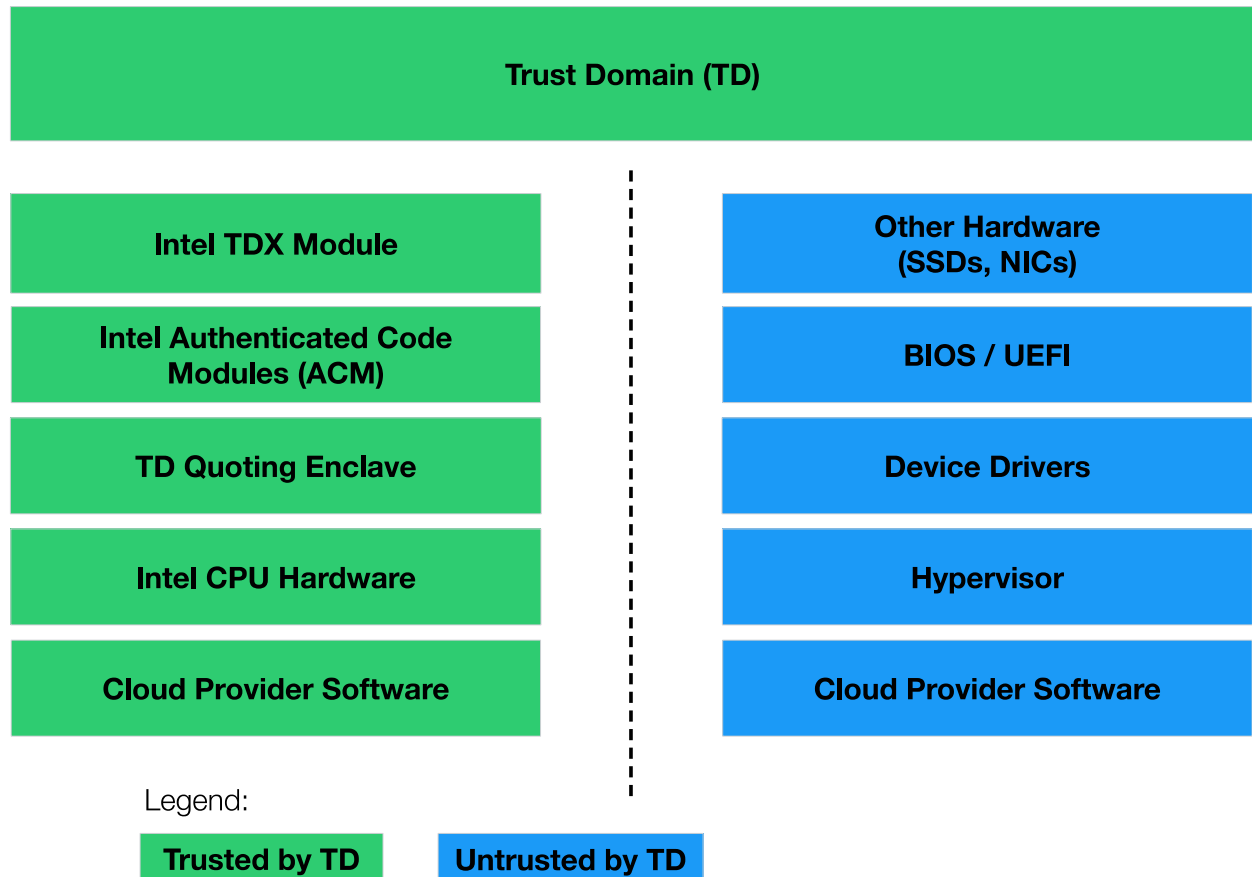 Trust Domain (TD)
Intel TDX Module
Intel Authenticated Code
Modules (ACM)
TD Quoting Enclave
Intel CPU Hardware
Cloud Provider Software
Other Hardware
(SSDs, NICs)
BIOS / UEFI
Device Drivers
Hypervisor
Cloud Provider Software
Legend:
Trusted by TD
Untrusted by TD